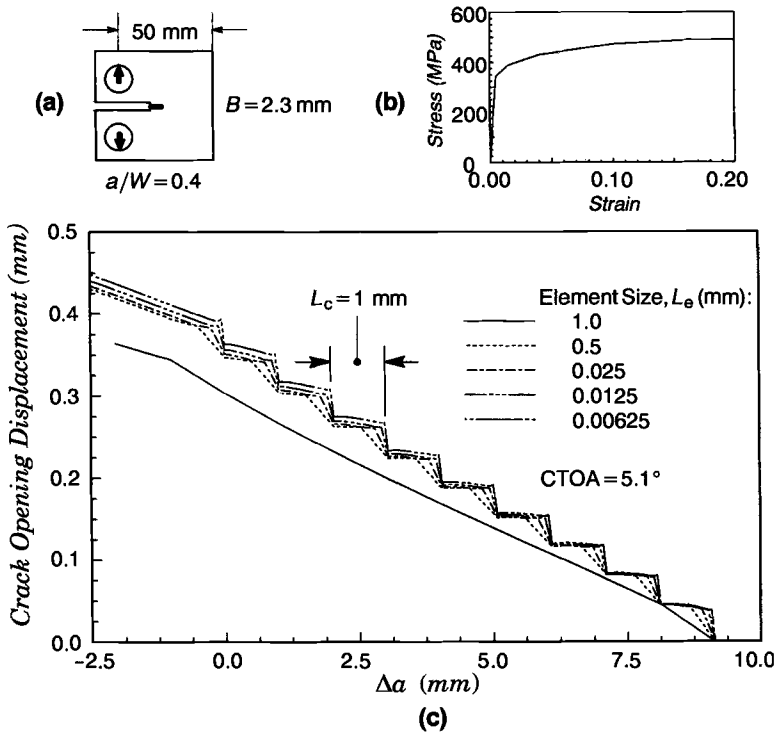 50 mm
(a)
B = 2.3 mm
a/W = 0.4
(b)
Stress (MPa)
600
400
200
0
0.00
0.10
0.20
Strain
Crack Opening Displacement (mm)
0.5
0.4
0.3
0.2
0.1
0.0
Lc = 1 mm
Element Size, Le (mm):
1.0
0.5
0.025
0.0125
0.00625
CTOA = 5.1°
−2.5
0.0
2.5
5.0
7.5
10.0
Δa (mm)
(c)